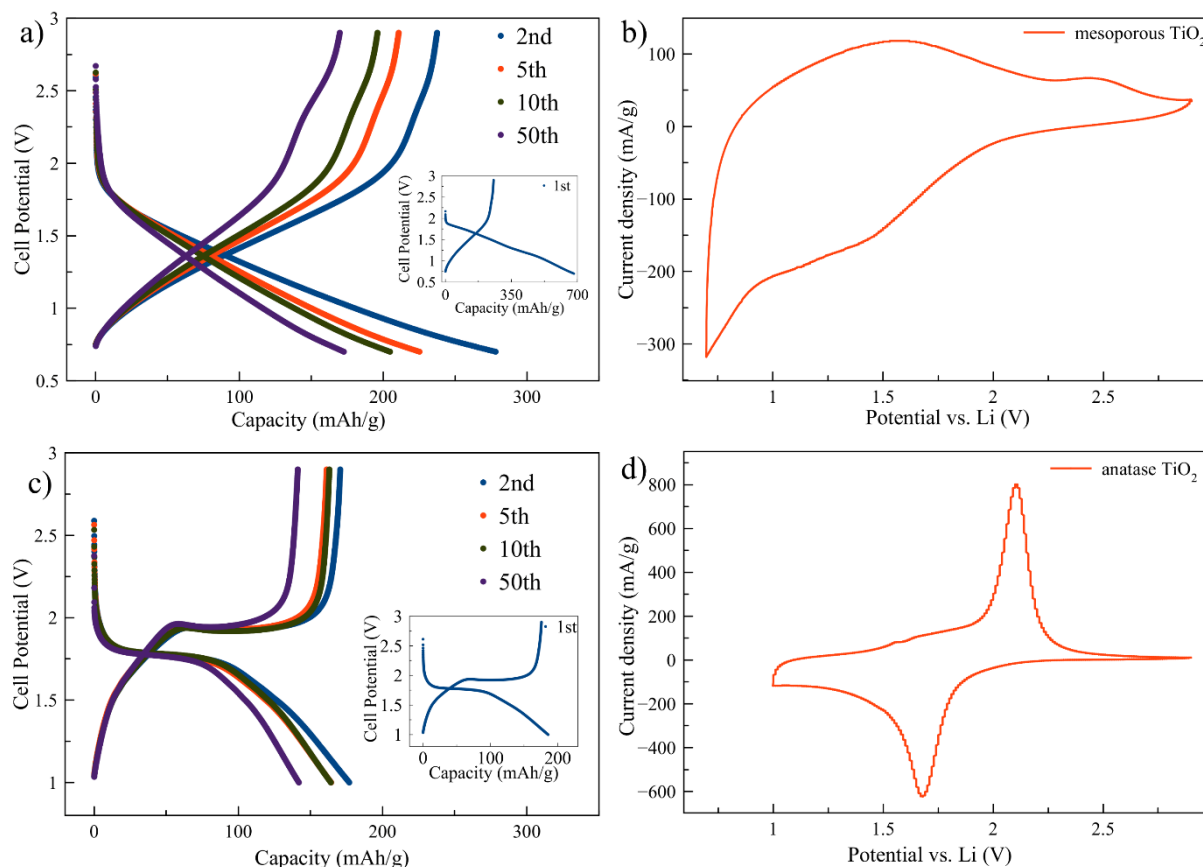 a)
3
2.5
2
1.5
1
0.5
Cell Potential (V)
2nd
5th
10th
50th
3
2.5
2
1.5
1
0.5
Cell Potential (V)
1st
0
350
700
Capacity (mAh/g)
0
100
200
300
Capacity (mAh/g)
b)
mesoporous TiO2
100
0
−100
−200
−300
Current density (mA/g)
1
1.5
2
2.5
Potential vs. Li (V)
c)
3
2.5
2
1.5
1
Cell Potential (V)
2nd
5th
10th
50th
3
2.5
2
1.5
1
Cell Potential (V)
1st
0
200
Capacity (mAh/g)
0
100
200
300
Capacity (mAh/g)
d)
anatase TiO2
800
600
400
200
0
−200
−400
−600
Current density (mA/g)
1
1.5
2
2.5
Potential vs. Li (V)